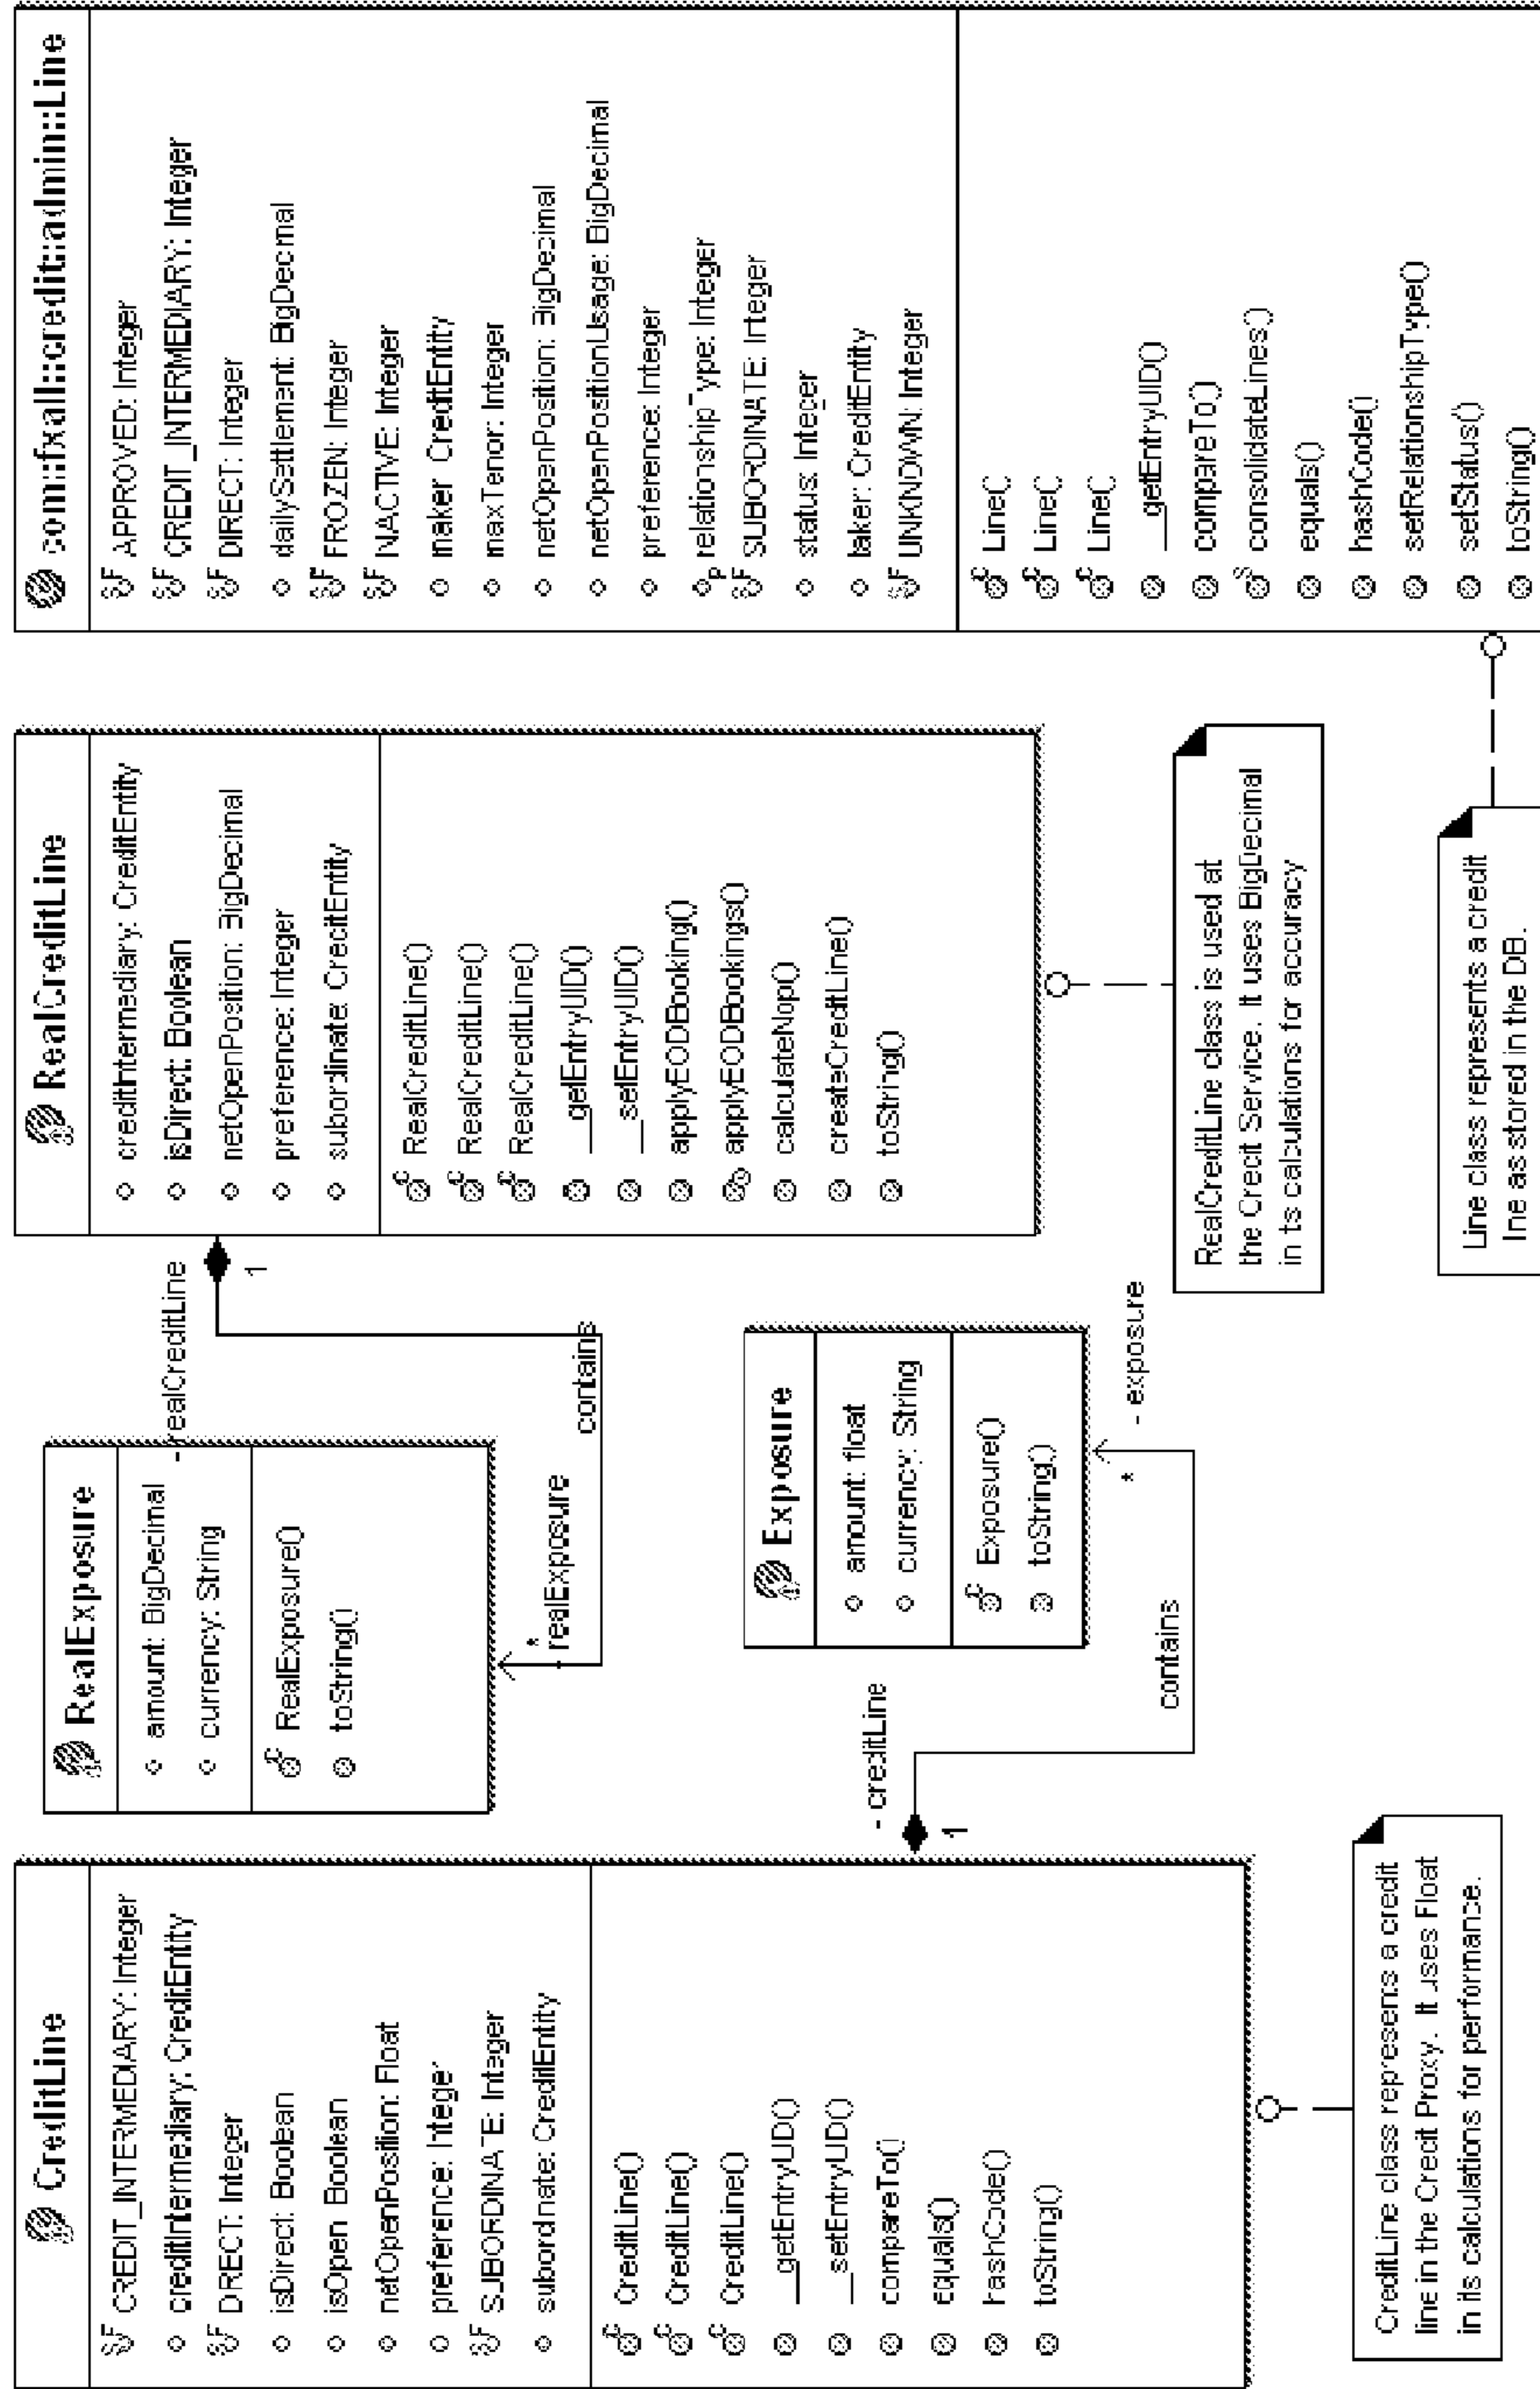 CreditLine
CREDIT_INTERMEDIARY: Integer
creditIntermediary: CreditEntity
DRECT: Integer
isDirect: Boolean
isOpen Boolean
netOpenPosition: Float
preference: Integer
SUBORDINATE: Integer
subordinate: CreditEntity
CreditLine()
CreditLine()
CreditLine()
__getEntryUID()
__setEntryUID()
compareTo()
equals()
hashCode()
toString()
- creditLine
1
contains
*
- exposure
CreditLine class represents a credit
line in the Credit Proxy. It uses Float
in its calculations for performance.
RealExposure
amount: BigDecimal
currency: String
RealExposure()
toString()
- realCreditLine
1
contains
*
- realExposure
Exposure
amount: float
currency: String
Exposure()
toString()
RealCreditLine
creditIntermediary: CreditEntity
isDirect: Boolean
netOpenPosition: BigDecimal
preference: Integer
subordinate: CreditEntity
RealCreditLine()
RealCreditLine()
RealCreditLine()
__getEntryUID()
__setEntryUID()
applyEODBooking()
applyEODBookings()
calculateNop()
createCreditLine()
toString()
RealCreditLine class is used at
the Credit Service. It uses BigDecimal
in ts calculations for accuracy
com::fxall::credit::admin::Line
APPROVED: Integer
CREDIT_INTERMEDIARY: Integer
DIRECT: Integer
dailySettlement: BigDecimal
FROZEN: Integer
NACTIVE: Integer
maker CreditEntity
maxTenor: Integer
netOpenPosition: BigDecimal
netOpenPositionUsage: BigDecimal
preference: Integer
relationshipType: Integer
SUBORDINATE: Integer
status: Integer
taker: CreditEntity
UNKNOWN: Integer
Line()
Line()
Line()
__getEntryUID()
compareTo()
consolidateLines()
equals()
hashCode()
setRelationshipType()
setStatus()
toString()
Line class represents a credit
line as stored in the DB.